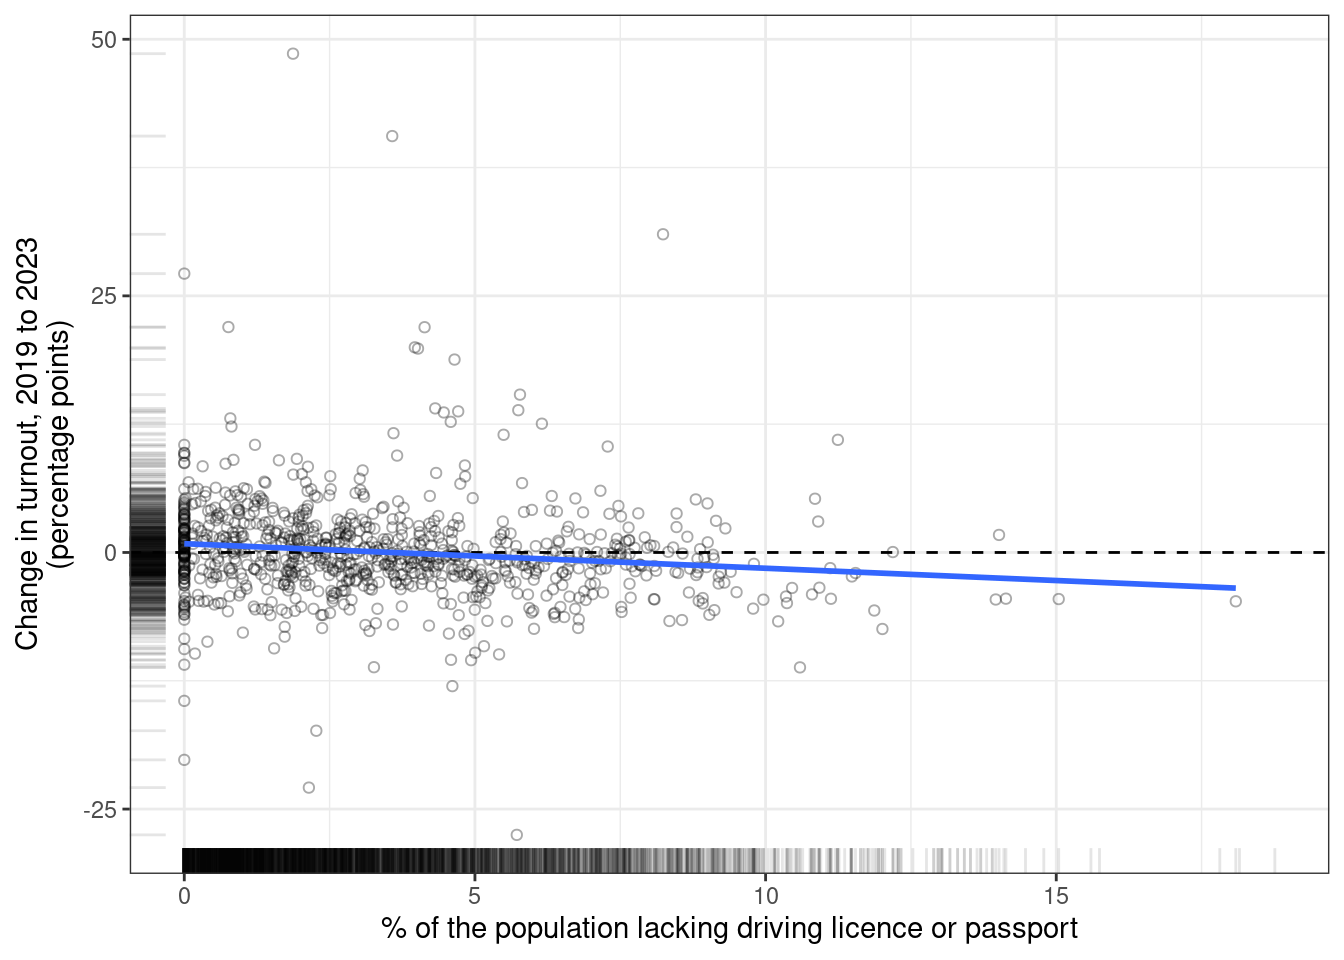 Change in turnout, 2019 to 2023
(percentage points)
50
25
0
-25
0
5
10
15
% of the population lacking driving licence or passport